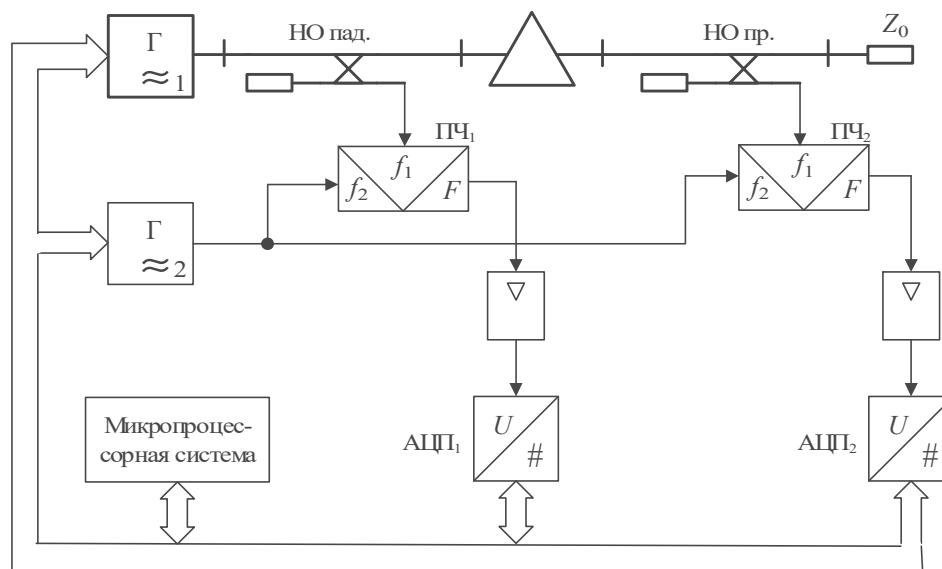 Г
≈ 1
НО пад.
НО пр.
Z₀
ПЧ₁
f₁
f₂
F
ПЧ₂
f₁
f₂
F
Г
≈ 2
▽
▽
Микропроцес-
сорная система
АЦП₁
U
#
АЦП₂
U
#